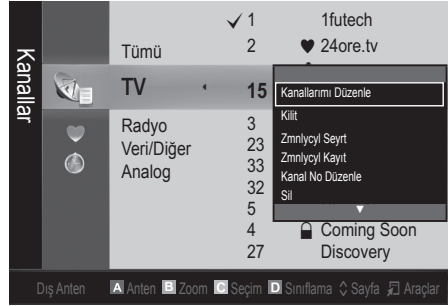 Kanallar
Tümü
TV
Radyo
Veri/Diğer
Analog
1 1futech
2 24ore.tv
15
3
23
33
32
5
4 Coming Soon
27 Discovery
Kanallarımı Düzenle
Kilit
Zmnlycyl Seyrt
Zmnlycyl Kayıt
Kanal No Düzenle
Sil
Dış Anten A Anten B Zoom C Seçim D Sınıflama Sayfa Araçlar